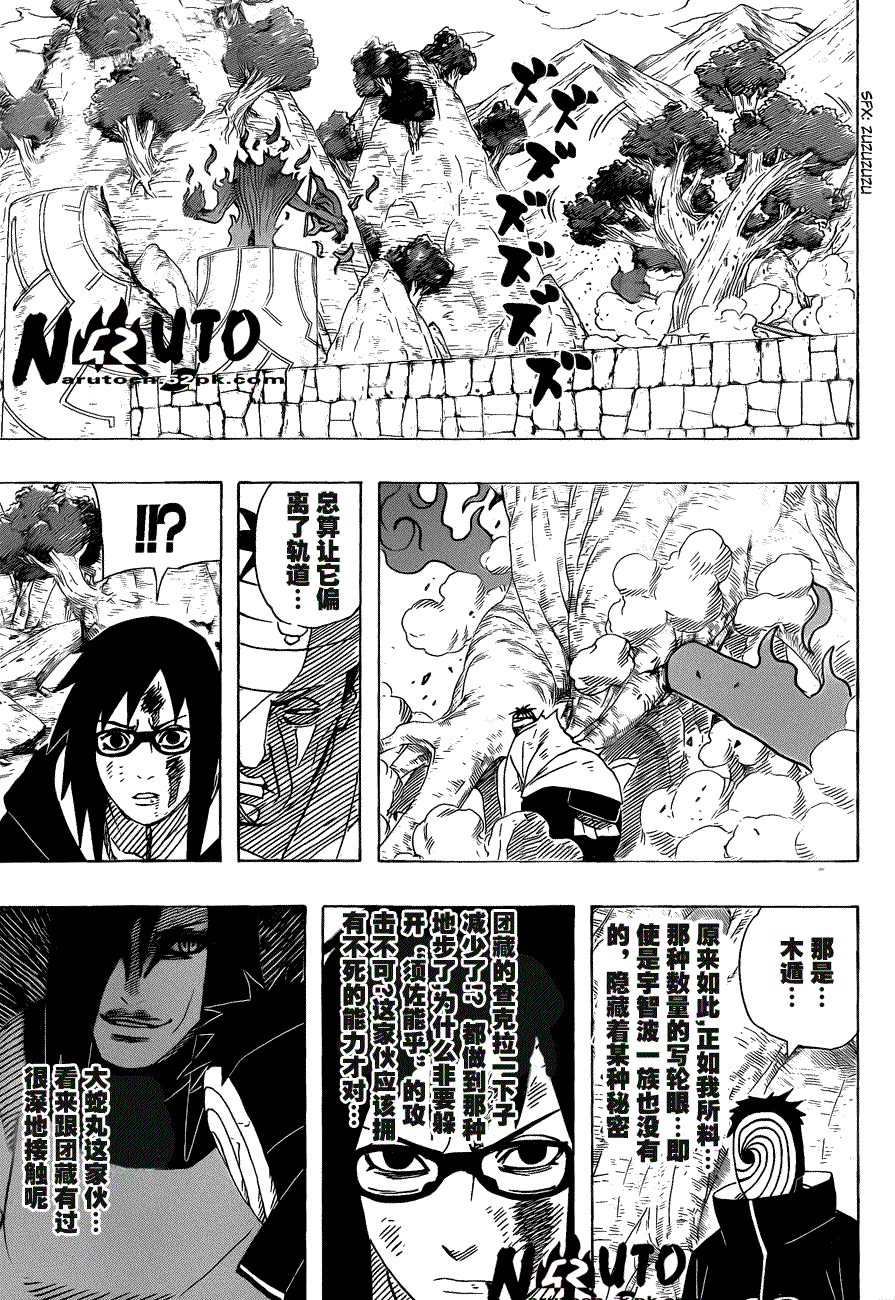 SFX: ZUZUZUZU
ズズズズズズ
NARUTO
narutocn.52pk.com
总算让它偏
离了轨道…
!!?
那是…
木遁…
原来如此,正如我所料…
那种数量的写轮眼…即
使是宇智波一族也没有
的，隐藏着某种秘密
团藏的查克拉一下子
减少了!?都做到那种
地步了,为什么非要躲
开“须佐能乎”的攻
击不可?这家伙应该拥
有不死的能力才对…
大蛇丸这家伙…
看来跟团藏有过
很深地接触呢
NARUTO